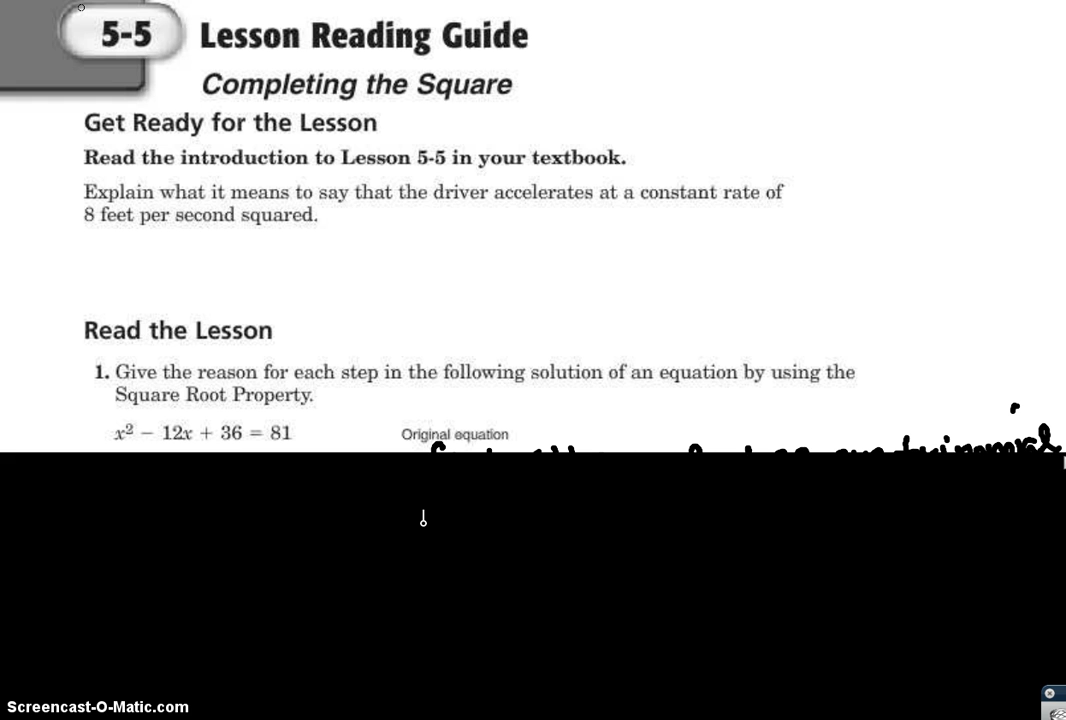 5-5 Lesson Reading Guide
Completing the Square
Get Ready for the Lesson
Read the introduction to Lesson 5-5 in your textbook.
Explain what it means to say that the driver accelerates at a constant rate of
8 feet per second squared.
Read the Lesson
1. Give the reason for each step in the following solution of an equation by using the
Square Root Property.
x² − 12x + 36 = 81 Original equation
Screencast-O-Matic.com